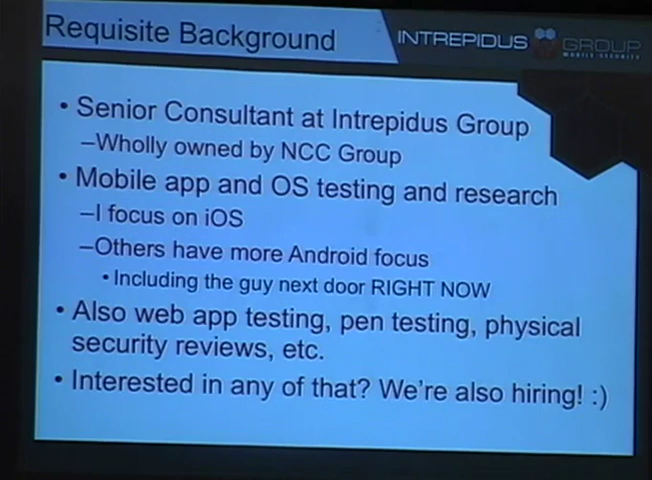 Requisite Background
INTREPIDUS GROUP
MOBILE SECURITY
• Senior Consultant at Intrepidus Group
–Wholly owned by NCC Group
• Mobile app and OS testing and research
–I focus on iOS
–Others have more Android focus
• Including the guy next door RIGHT NOW
• Also web app testing, pen testing, physical
security reviews, etc.
• Interested in any of that? We're also hiring! :)